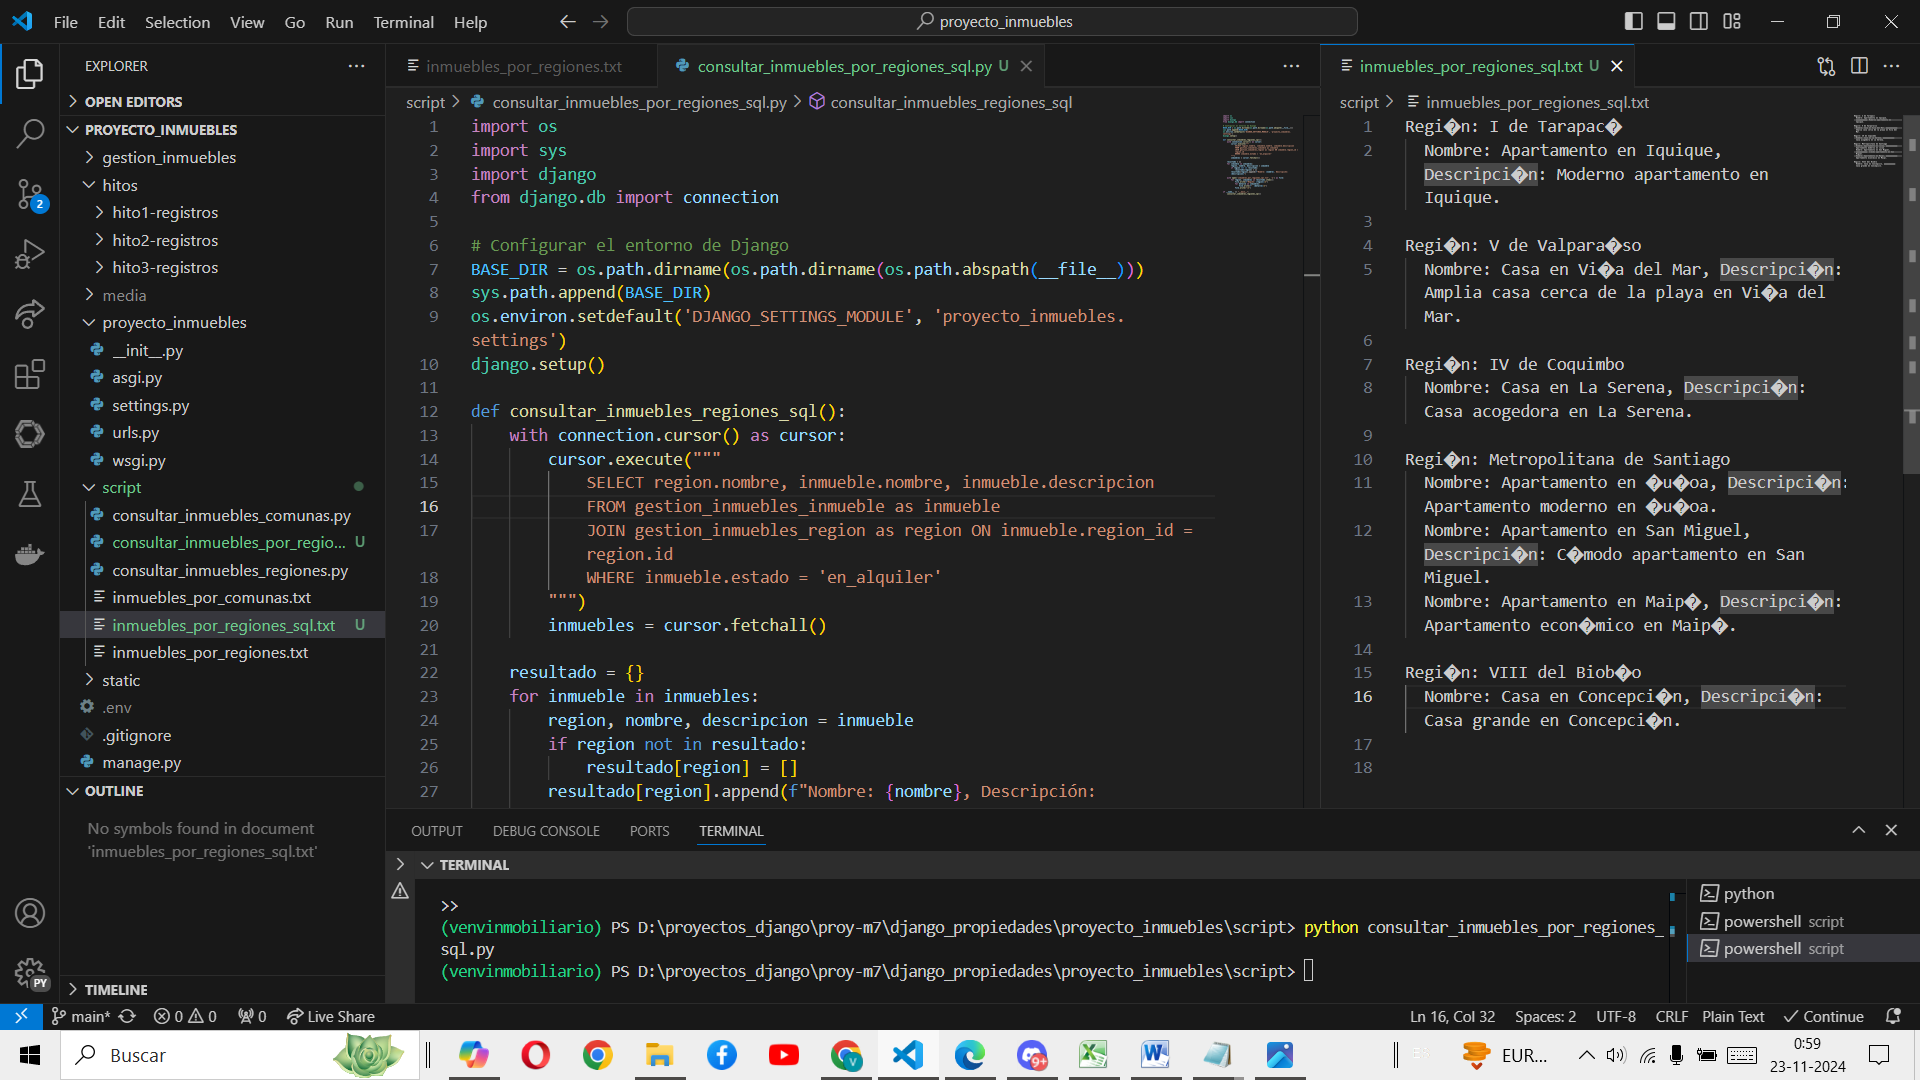 File Edit Selection View Go Run Terminal Help
proyecto_inmuebles
EXPLORER
OPEN EDITORS
PROYECTO_INMUEBLES
gestion_inmuebles
hitos
hito1-registros
hito2-registros
hito3-registros
media
proyecto_inmuebles
__init__.py
asgi.py
settings.py
urls.py
wsgi.py
script
consultar_inmuebles_comunas.py
consultar_inmuebles_por_regio... U
consultar_inmuebles_regiones.py
inmuebles_por_comunas.txt
inmuebles_por_regiones_sql.txt U
inmuebles_por_regiones.txt
static
.env
.gitignore
manage.py
OUTLINE
No symbols found in document
'inmuebles_por_regiones_sql.txt'
TIMELINE
inmuebles_por_regiones.txt
consultar_inmuebles_por_regiones_sql.py U
script > consultar_inmuebles_por_regiones_sql.py > consultar_inmuebles_regiones_sql
1 import os
2 import sys
3 import django
4 from django.db import connection
5
6 # Configurar el entorno de Django
7 BASE_DIR = os.path.dirname(os.path.dirname(os.path.abspath(__file__)))
8 sys.path.append(BASE_DIR)
9 os.environ.setdefault('DJANGO_SETTINGS_MODULE', 'proyecto_inmuebles.
settings')
10 django.setup()
11
12 def consultar_inmuebles_regiones_sql():
13 with connection.cursor() as cursor:
14 cursor.execute("""
15 SELECT region.nombre, inmueble.nombre, inmueble.descripcion
16 FROM gestion_inmuebles_inmueble as inmueble
17 JOIN gestion_inmuebles_region as region ON inmueble.region_id =
region.id
18 WHERE inmueble.estado = 'en_alquiler'
19 """)
20 inmuebles = cursor.fetchall()
21
22 resultado = {}
23 for inmueble in inmuebles:
24 region, nombre, descripcion = inmueble
25 if region not in resultado:
26 resultado[region] = []
27 resultado[region].append(f"Nombre: {nombre}, Descripción:
inmuebles_por_regiones_sql.txt U
script > inmuebles_por_regiones_sql.txt
1 Regi�n: I de Tarapac�
2 Nombre: Apartamento en Iquique,
Descripci�n: Moderno apartamento en
Iquique.
3
4 Regi�n: V de Valpara�so
5 Nombre: Casa en Vi�a del Mar, Descripci�n:
Amplia casa cerca de la playa en Vi�a del
Mar.
6
7 Regi�n: IV de Coquimbo
8 Nombre: Casa en La Serena, Descripci�n:
Casa acogedora en La Serena.
9
10 Regi�n: Metropolitana de Santiago
11 Nombre: Apartamento en �u�oa, Descripci�n:
Apartamento moderno en �u�oa.
12 Nombre: Apartamento en San Miguel,
Descripci�n: C�modo apartamento en San
Miguel.
13 Nombre: Apartamento en Maip�, Descripci�n:
Apartamento econ�mico en Maip�.
14
15 Regi�n: VIII del Biob�o
16 Nombre: Casa en Concepci�n, Descripci�n:
Casa grande en Concepci�n.
17
18
OUTPUT DEBUG CONSOLE PORTS TERMINAL
TERMINAL
>>
(venvinmobiliario) PS D:\proyectos_django\proy-m7\django_propiedades\proyecto_inmuebles\script> python consultar_inmuebles_por_regiones_
sql.py
(venvinmobiliario) PS D:\proyectos_django\proy-m7\django_propiedades\proyecto_inmuebles\script>
python
powershell script
powershell script
2
PY
main* 0 0 0 Live Share
Ln 16, Col 32 Spaces: 2 UTF-8 CRLF Plain Text Continue
Buscar
9+
EUR...
0:59
23-11-2024